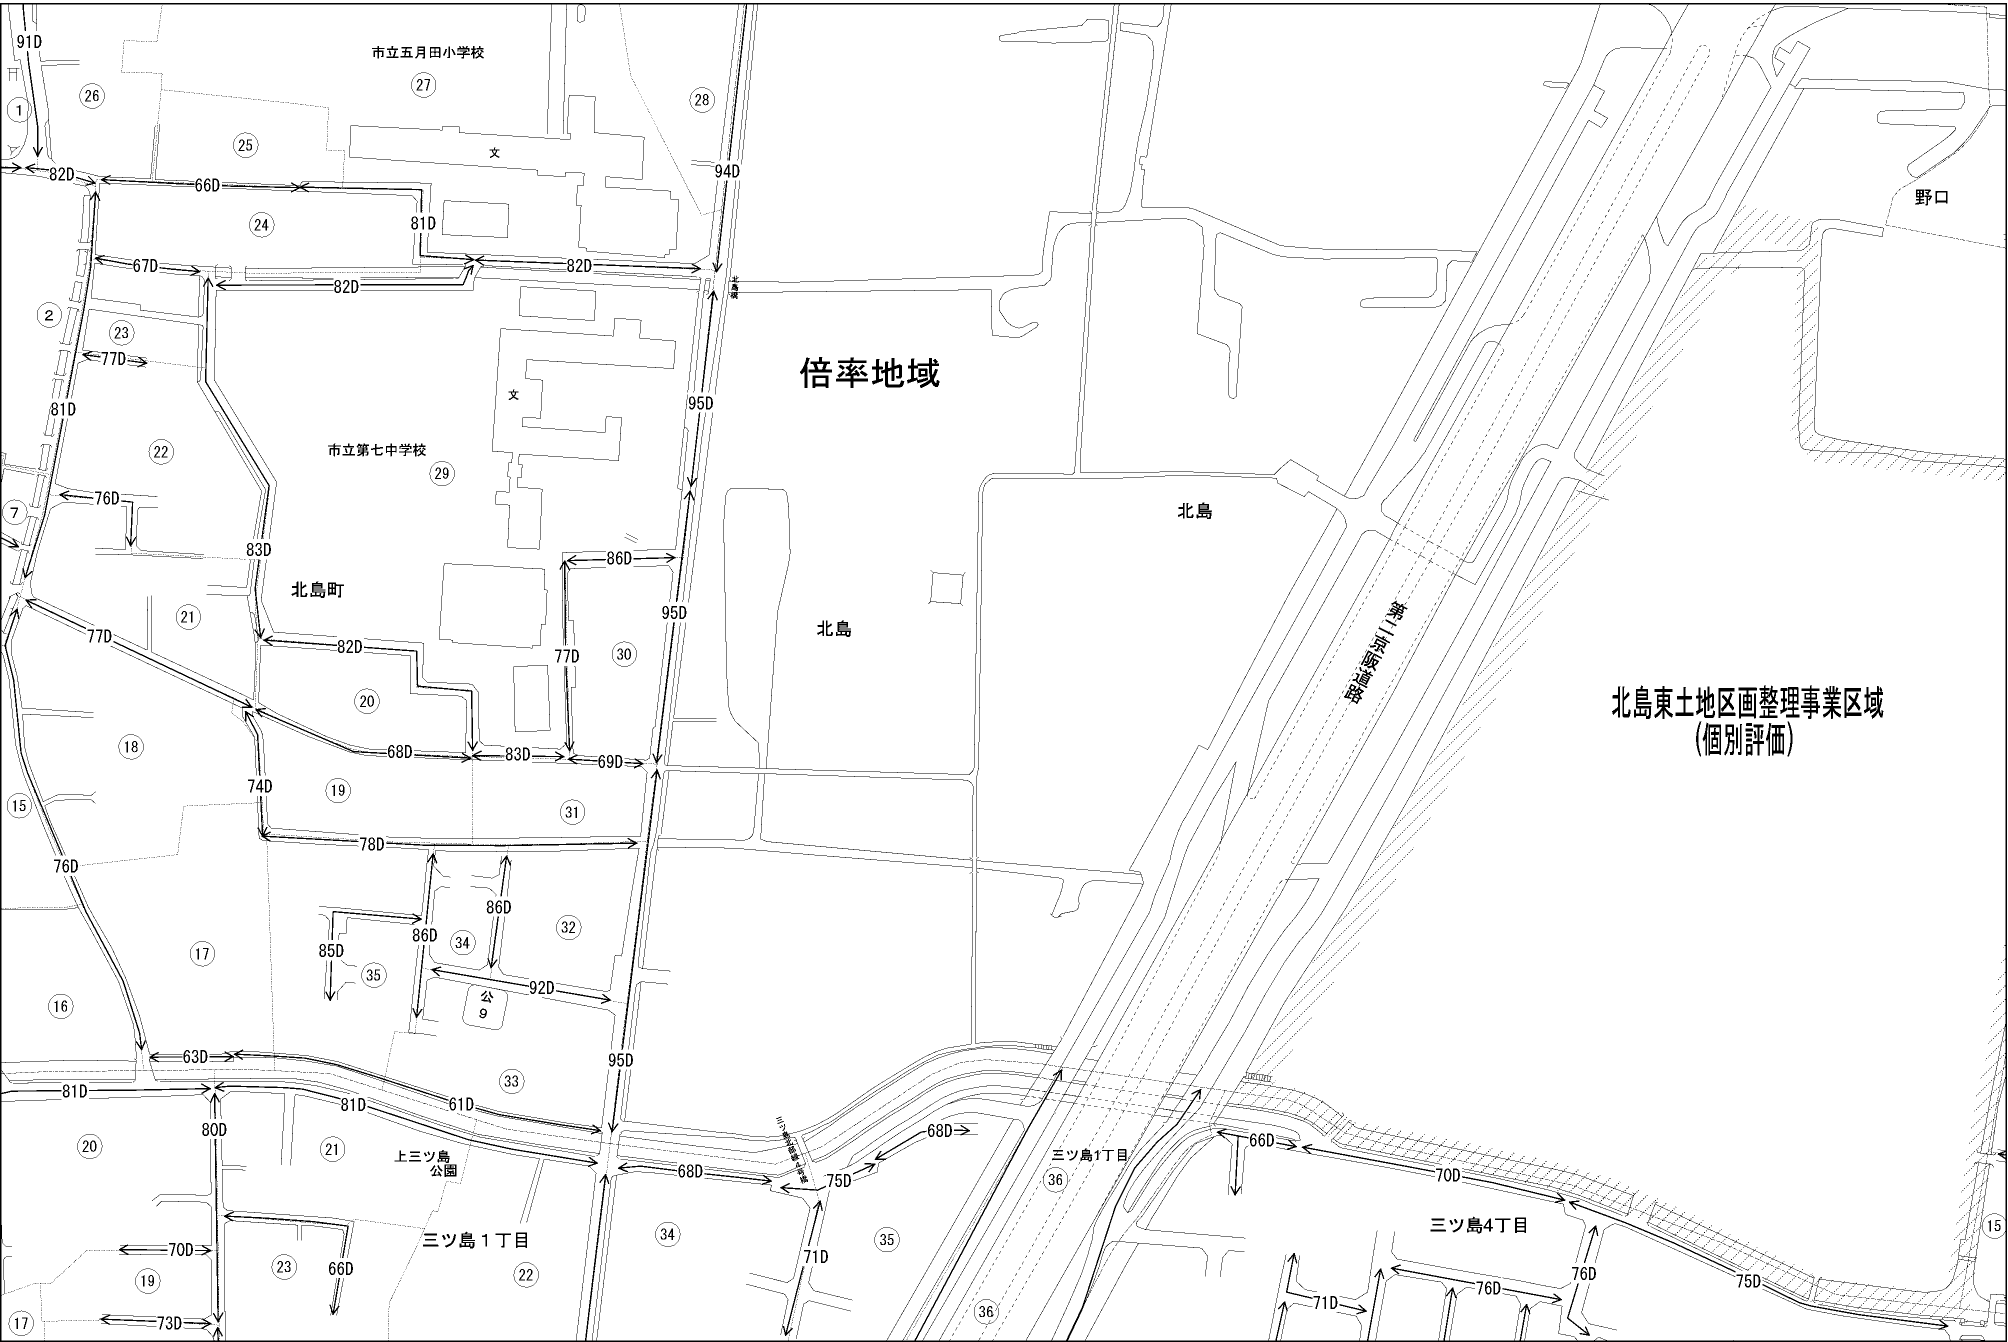 91D
市立五月田小学校
27
26
28
1
25
文
82D
66D
94D
野口
81D
24
67D
82D
82D
北島橋
2
23
77D
倍率地域
95D
81D
文
22
市立第七中学校
29
76D
7
北島
83D
86D
北島町
95D
第二京阪道路
21
北島
77D
82D
77D
30
20
北島東土地区画整理事業区域
(個別評価)
18
68D
83D
69D
74D
19
15
31
78D
76D
86D
32
86D
34
85D
17
35
92D
公
9
16
63D
95D
33
81D
61D
81D
80D
68D
66D
20
21
上三ツ島
公園
三ツ島1丁目
68D
75D
36
70D
三ツ島4丁目
15
三ツ島1丁目
34
35
70D
23
66D
22
71D
19
76D
76D
75D
71D
36
17
73D